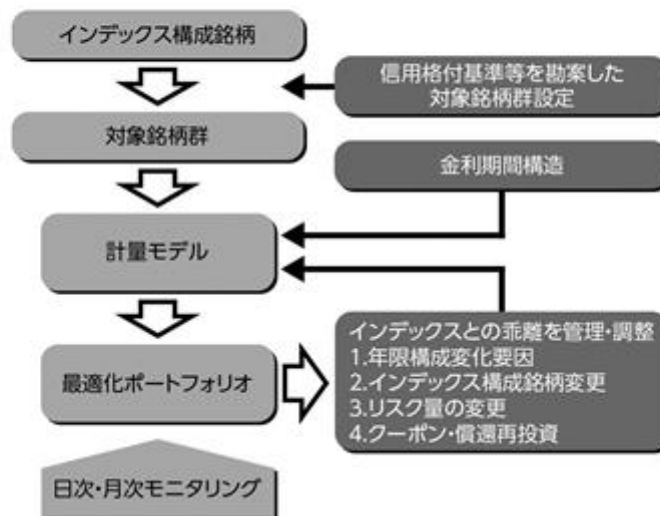 インデックス構成銘柄
信用格付基準等を勘案した
対象銘柄群設定
対象銘柄群
金利期間構造
計量モデル
最適化ポートフォリオ
インデックスとの乖離を管理・調整
1.年限構成変化要因
2.インデックス構成銘柄変更
3.リスク量の変更
4.クーポン・償還再投資
日次・月次モニタリング